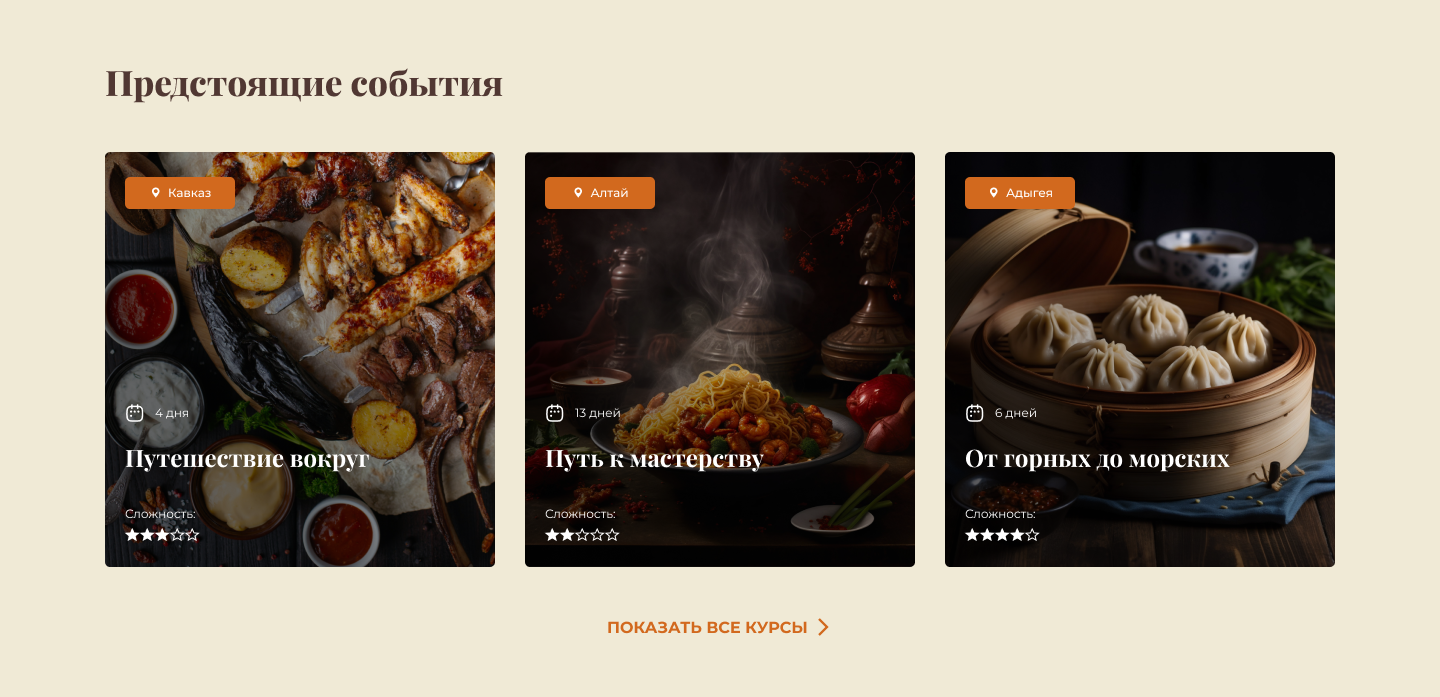 Предстоящие события
Кавказ
4 дня
Путешествие вокруг
Сложность:
Алтай
13 дней
Путь к мастерству
Сложность:
Адыгея
6 дней
От горных до морских
Сложность:
ПОКАЗАТЬ ВСЕ КУРСЫ